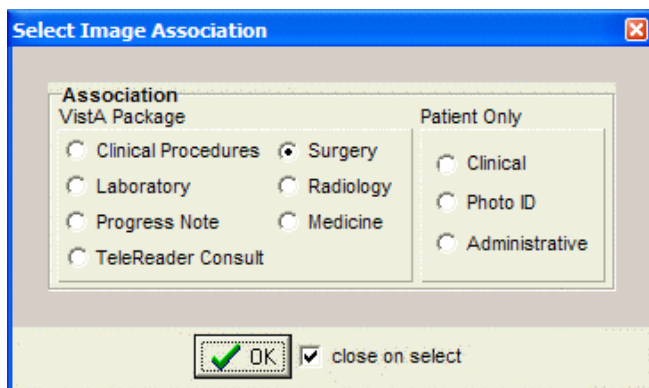 Select Image Association
Association
VistA Package
Patient Only
Clinical Procedures
Surgery
Laboratory
Radiology
Progress Note
Medicine
TeleReader Consult
Clinical
Photo ID
Administrative
OK
close on select